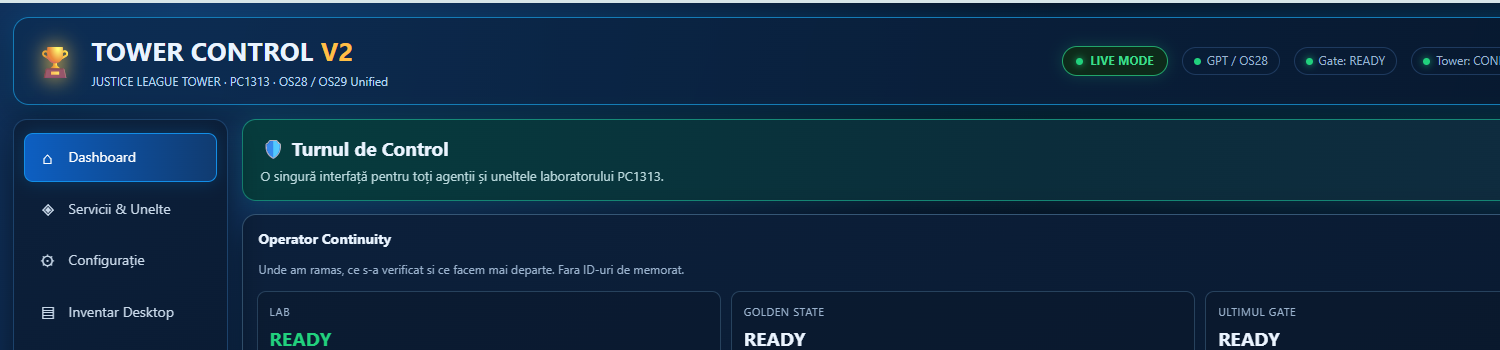 TOWER CONTROL V2
JUSTICE LEAGUE TOWER · PC1313 · OS28 / OS29 Unified
LIVE MODE
GPT / OS28
Gate: READY
Tower:
Dashboard
Servicii & Unelte
Configurație
Inventar Desktop
Turnul de Control
O singură interfață pentru toți agenții și uneltele laboratorului PC1313.
Operator Continuity
Unde am ramas, ce s-a verificat si ce facem mai departe. Fara ID-uri de memorat.
LAB
READY
GOLDEN STATE
READY
ULTIMUL GATE
READY